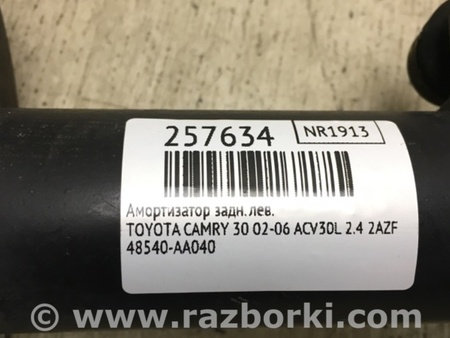 257634
NR1913
Амортизатор задн.лев.
TOYOTA CAMRY 30 02-06 ACV30L 2.4 2AZF
48540-AA040
© www.razborki.com